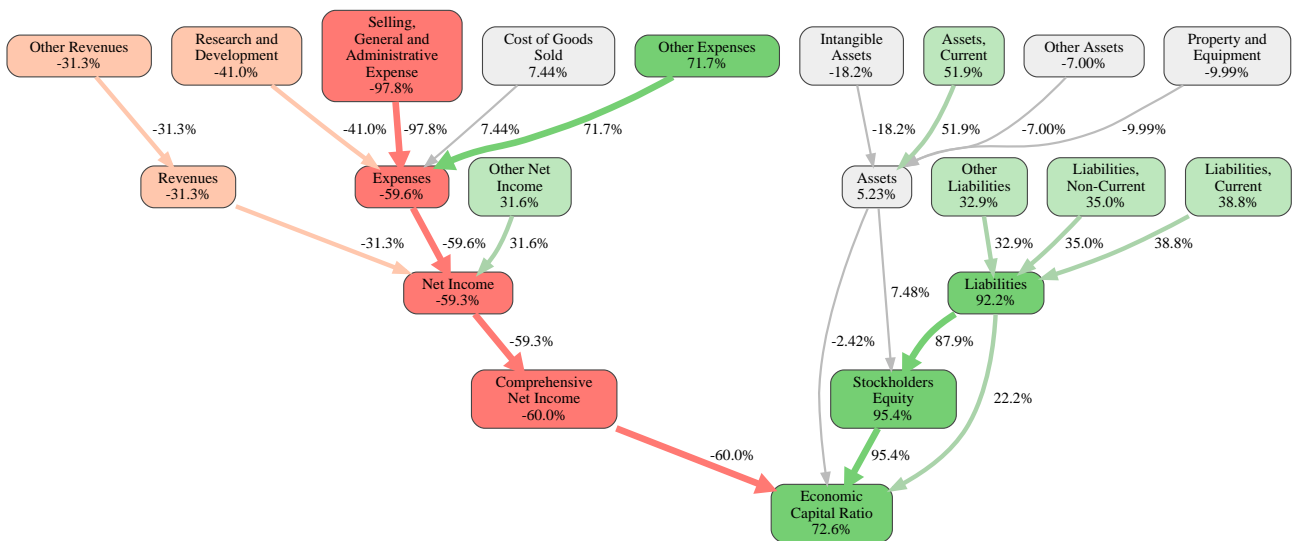 Other Revenues
-31.3%
Research and
Development
-41.0%
Selling,
General and
Administrative
Expense
-97.8%
Cost of Goods
Sold
7.44%
Other Expenses
71.7%
Intangible
Assets
-18.2%
Assets,
Current
51.9%
Other Assets
-7.00%
Property and
Equipment
-9.99%
-31.3%
-41.0%
-97.8%
7.44%
71.7%
-18.2%
51.9%
-7.00%
-9.99%
Revenues
-31.3%
Expenses
-59.6%
Other Net
Income
31.6%
Assets
5.23%
Other
Liabilities
32.9%
Liabilities,
Non-Current
35.0%
Liabilities,
Current
38.8%
-31.3%
-59.6%
31.6%
32.9%
35.0%
38.8%
Net Income
-59.3%
7.48%
Liabilities
92.2%
-59.3%
-2.42%
87.9%
Comprehensive
Net Income
-60.0%
Stockholders
Equity
95.4%
22.2%
-60.0%
95.4%
Economic
Capital Ratio
72.6%